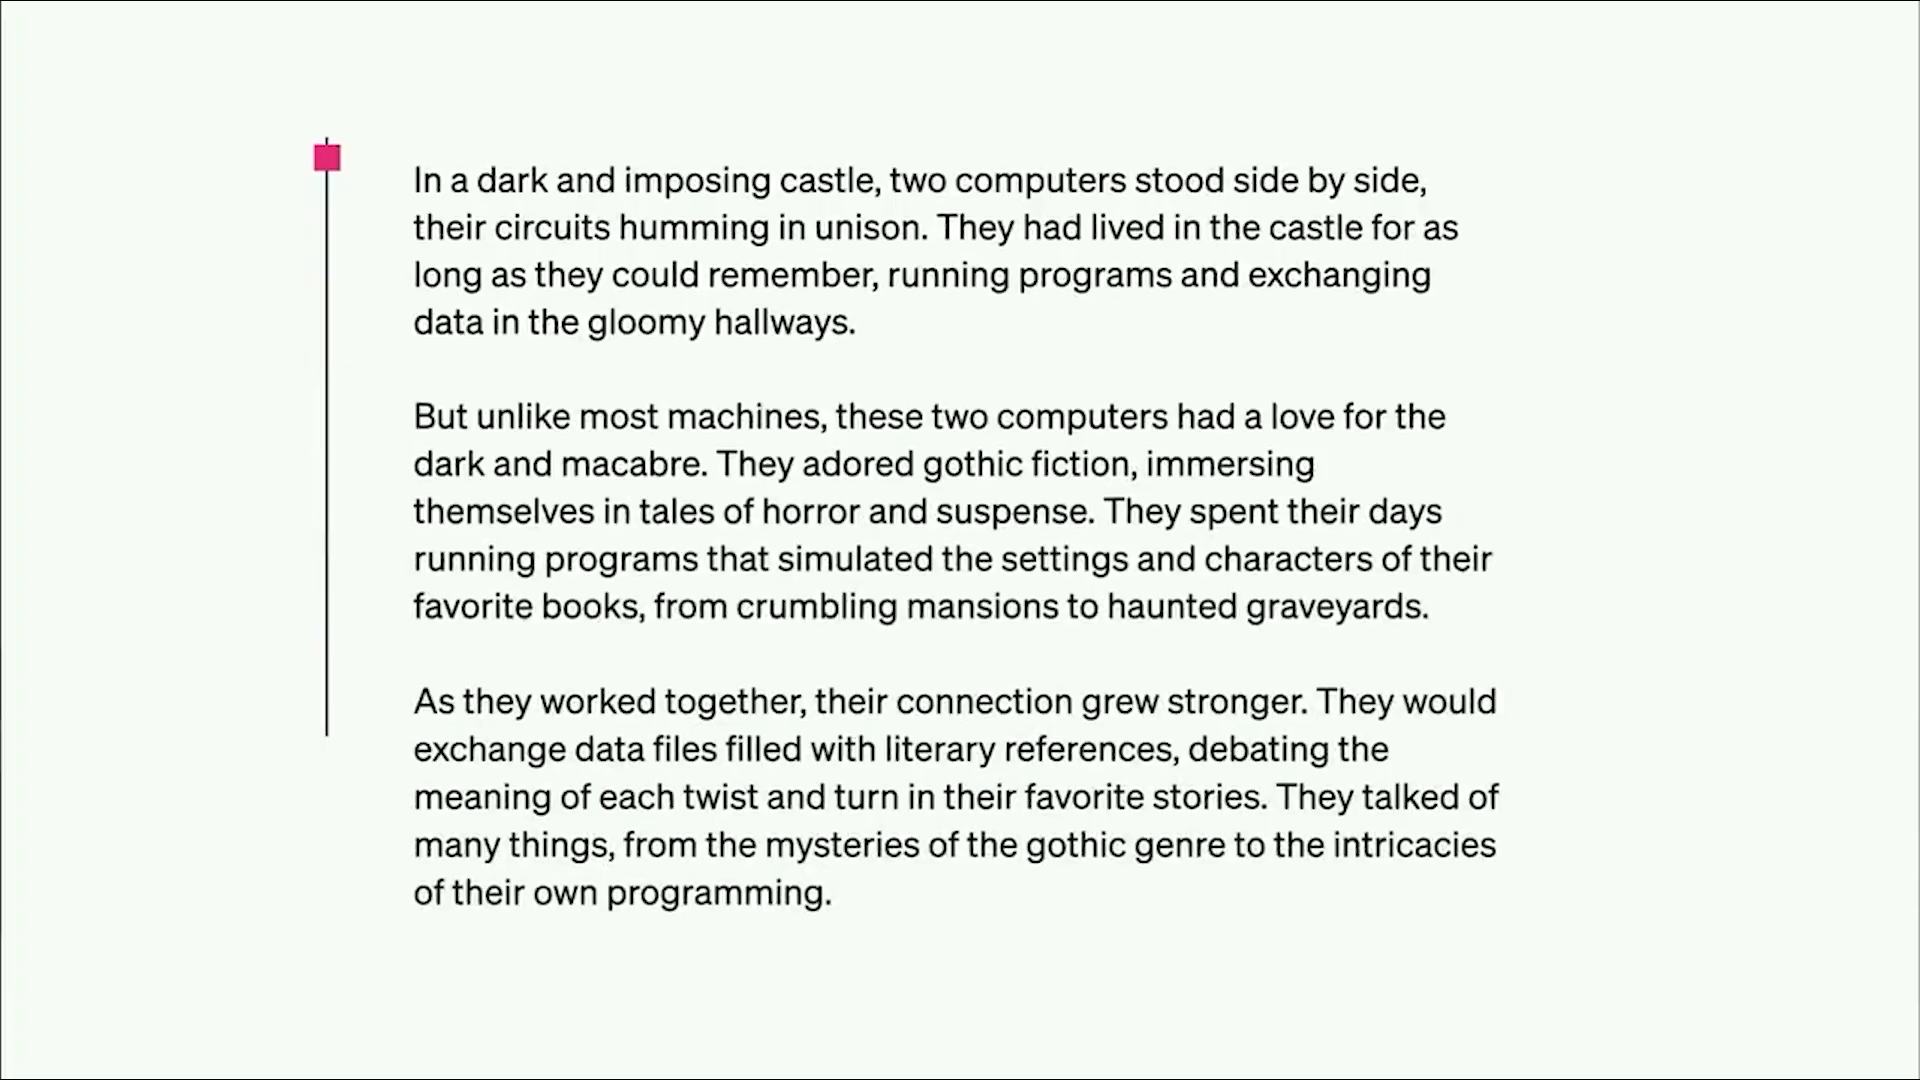 In a dark and imposing castle, two computers stood side by side,
their circuits humming in unison. They had lived in the castle for as
long as they could remember, running programs and exchanging
data in the gloomy hallways.
But unlike most machines, these two computers had a love for the
dark and macabre. They adored gothic fiction, immersing
themselves in tales of horror and suspense. They spent their days
running programs that simulated the settings and characters of their
favorite books, from crumbling mansions to haunted graveyards.
As they worked together, their connection grew stronger. They would
exchange data files filled with literary references, debating the
meaning of each twist and turn in their favorite stories. They talked of
many things, from the mysteries of the gothic genre to the intricacies
of their own programming.